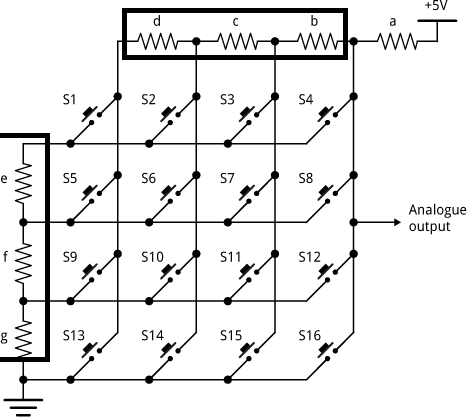 +5V
d c b a
S1 S2 S3 S4
e
S5 S6 S7 S8
Analogue
output
f
S9 S10 S11 S12
g
S13 S14 S15 S16